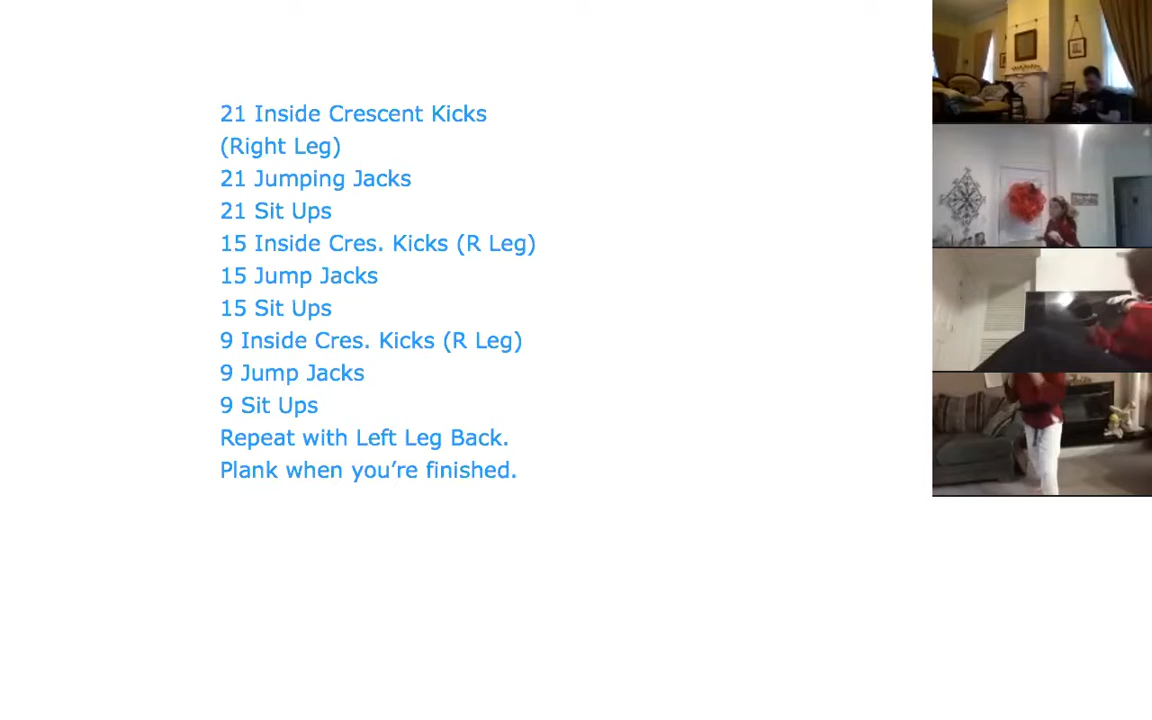 21 Inside Crescent Kicks
(Right Leg)
21 Jumping Jacks
21 Sit Ups
15 Inside Cres. Kicks (R Leg)
15 Jump Jacks
15 Sit Ups
9 Inside Cres. Kicks (R Leg)
9 Jump Jacks
9 Sit Ups
Repeat with Left Leg Back.
Plank when you’re finished.